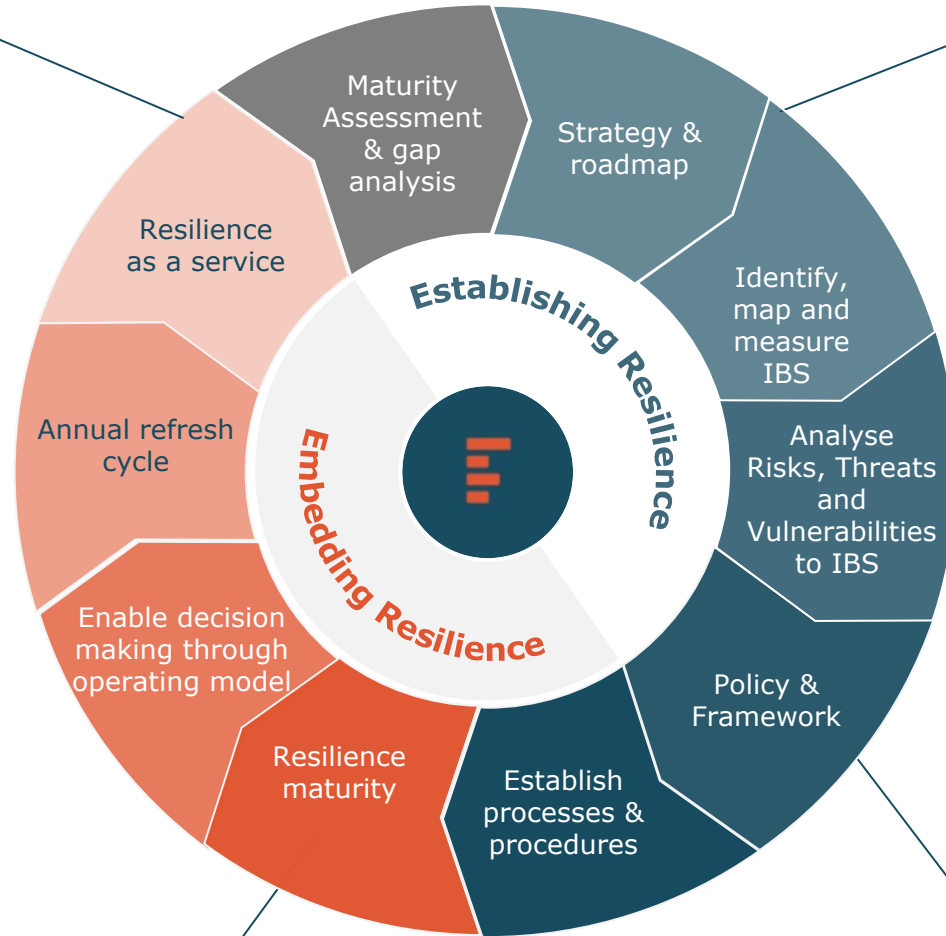 Maturity
Assessment
& gap
analysis
Strategy &
roadmap
Identify,
map and
measure
IBS
Analyse
Risks, Threats
and
Vulnerabilities
to IBS
Policy &
Framework
Establish
processes &
procedures
Resilience
maturity
Enable decision
making through
operating model
Annual refresh
cycle
Resilience
as a service
Establishing Resilience
Embedding Resilience